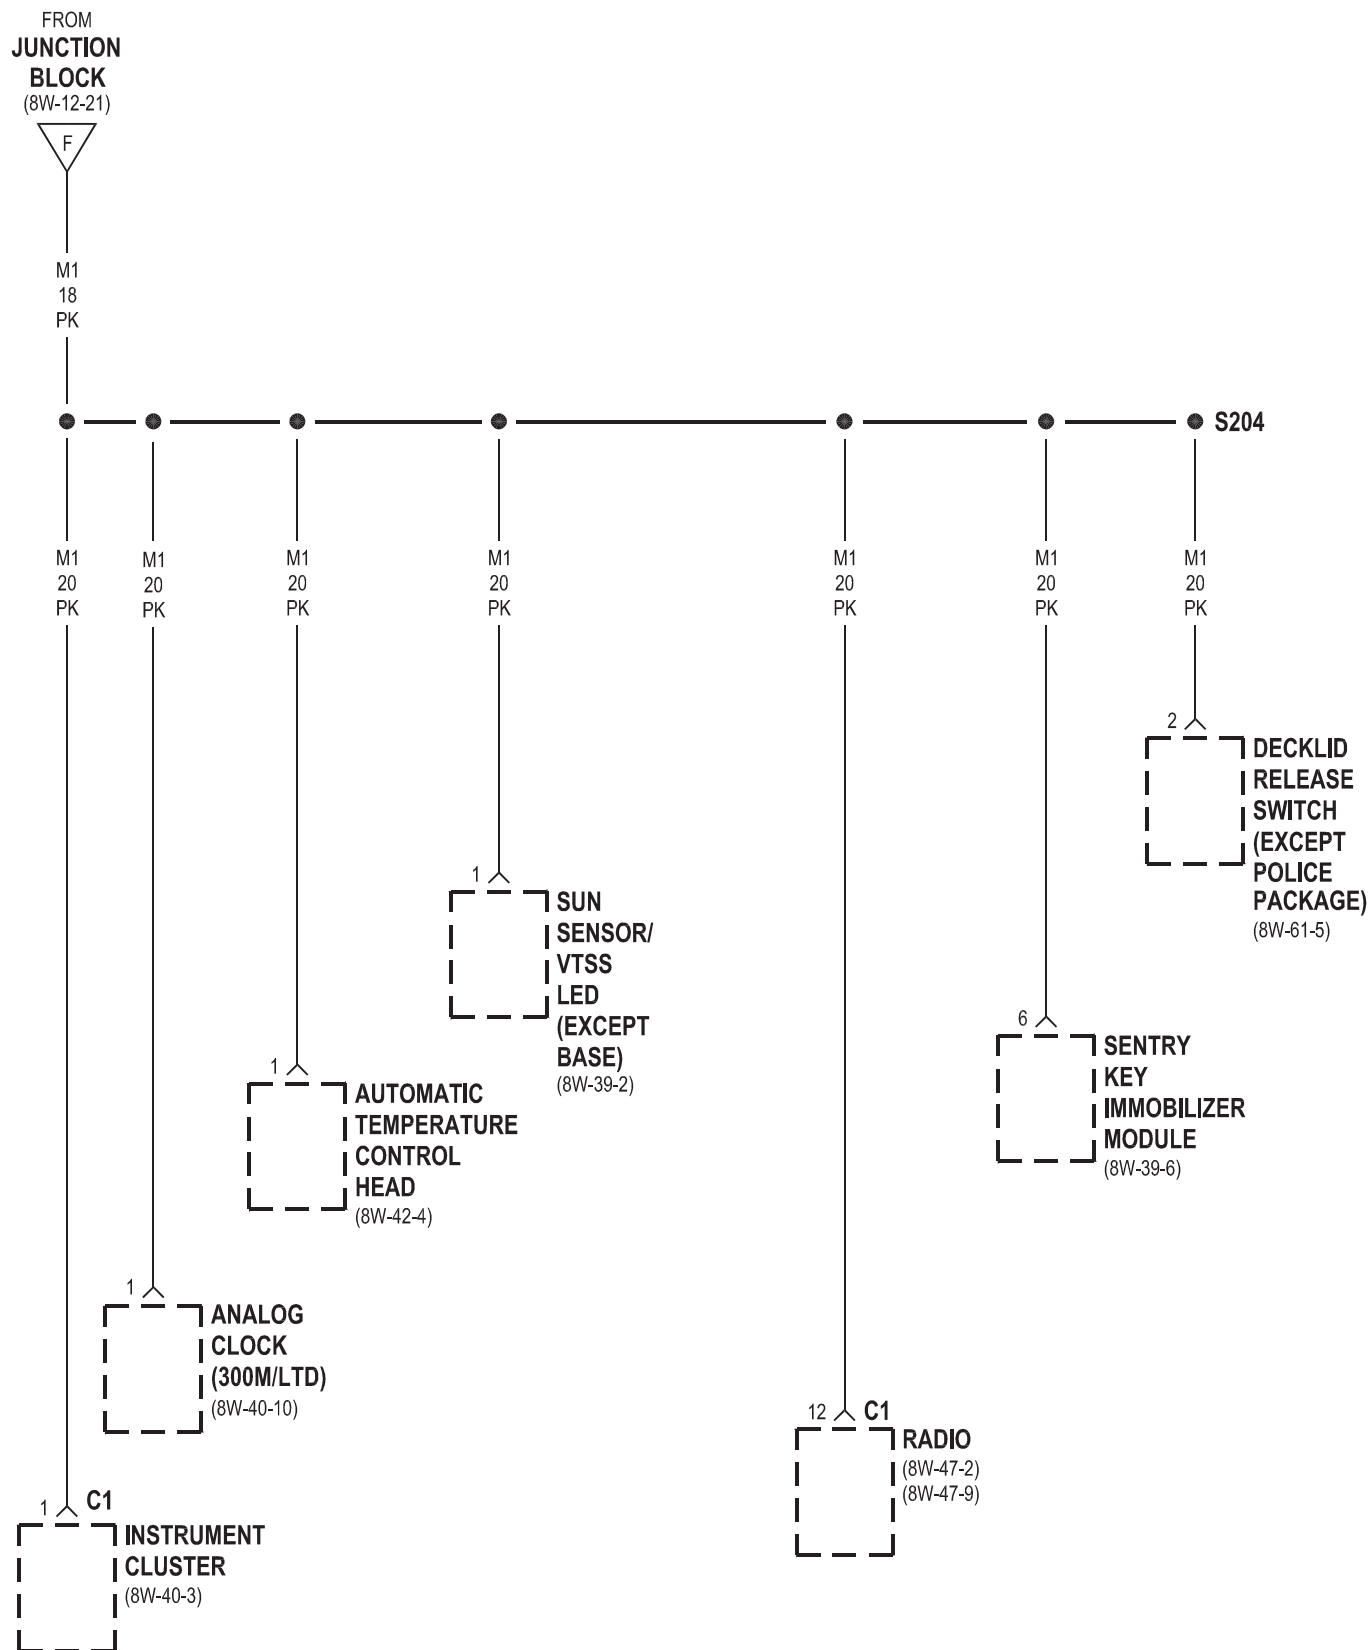 FROM
JUNCTION
BLOCK
(8W-12-21)
F
M1
18
PK
S204
M1
20
PK
M1
20
PK
M1
20
PK
M1
20
PK
M1
20
PK
M1
20
PK
M1
20
PK
2
DECKLID
RELEASE
SWITCH
(EXCEPT
POLICE
PACKAGE)
(8W-61-5)
1
SUN
SENSOR/
VTSS
LED
(EXCEPT
BASE)
(8W-39-2)
6
SENTRY
KEY
IMMOBILIZER
MODULE
(8W-39-6)
1
AUTOMATIC
TEMPERATURE
CONTROL
HEAD
(8W-42-4)
1
ANALOG
CLOCK
(300M/LTD)
(8W-40-10)
12 C1
RADIO
(8W-47-2)
(8W-47-9)
1 C1
INSTRUMENT
CLUSTER
(8W-40-3)